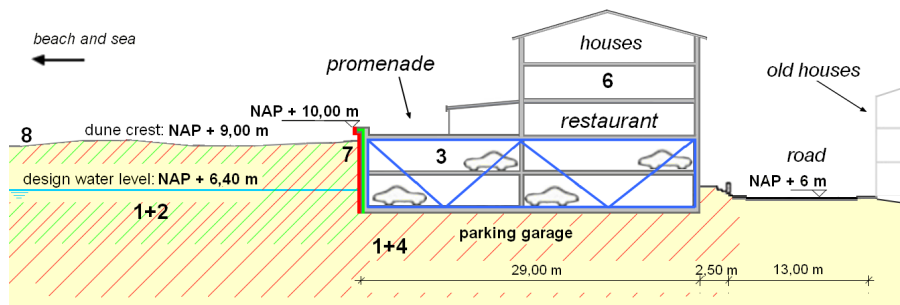 beach and sea
houses
promenade
6
old houses
NAP + 10,00 m
restaurant
8
dune crest: NAP + 9,00 m
7
3
road
design water level: NAP + 6,40 m
NAP + 6 m
1+2
parking garage
1+4
29,00 m
2,50 m
13,00 m